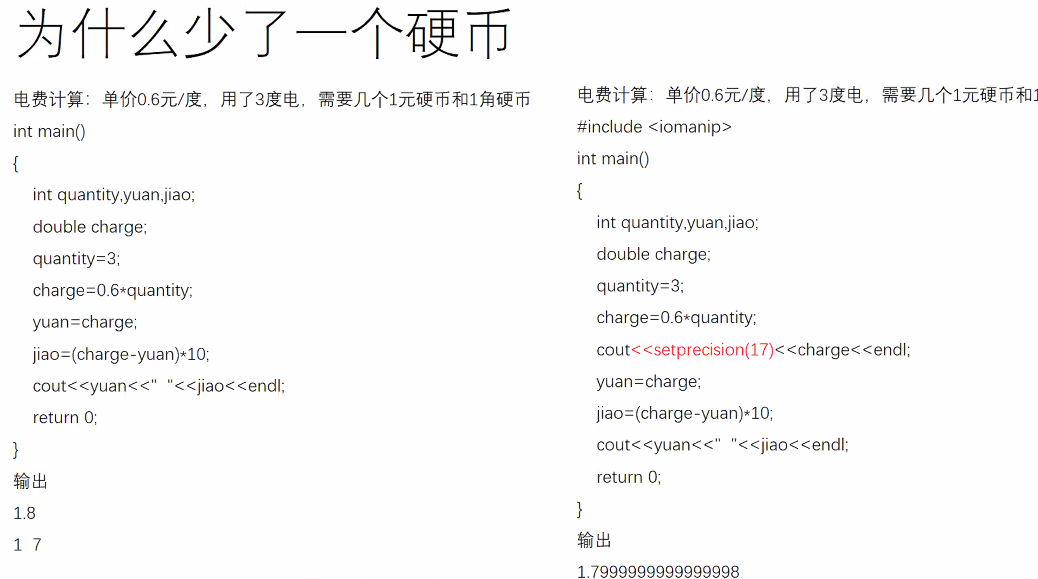 为什么少了一个硬币
电费计算：单价0.6元/度，用了3度电，需要几个1元硬币和1角硬币
int main()
{
int quantity,yuan,jiao;
double charge;
quantity=3;
charge=0.6*quantity;
yuan=charge;
jiao=(charge-yuan)*10;
cout<<yuan<<"  "<<jiao<<endl;
return 0;
}
输出
1.8
1  7
电费计算：单价0.6元/度，用了3度电，需要几个1元硬币和1
#include <iomanip>
int main()
{
int quantity,yuan,jiao;
double charge;
quantity=3;
charge=0.6*quantity;
cout<<setprecision(17)<<charge<<endl;
yuan=charge;
jiao=(charge-yuan)*10;
cout<<yuan<<"  "<<jiao<<endl;
return 0;
}
输出
1.7999999999999998